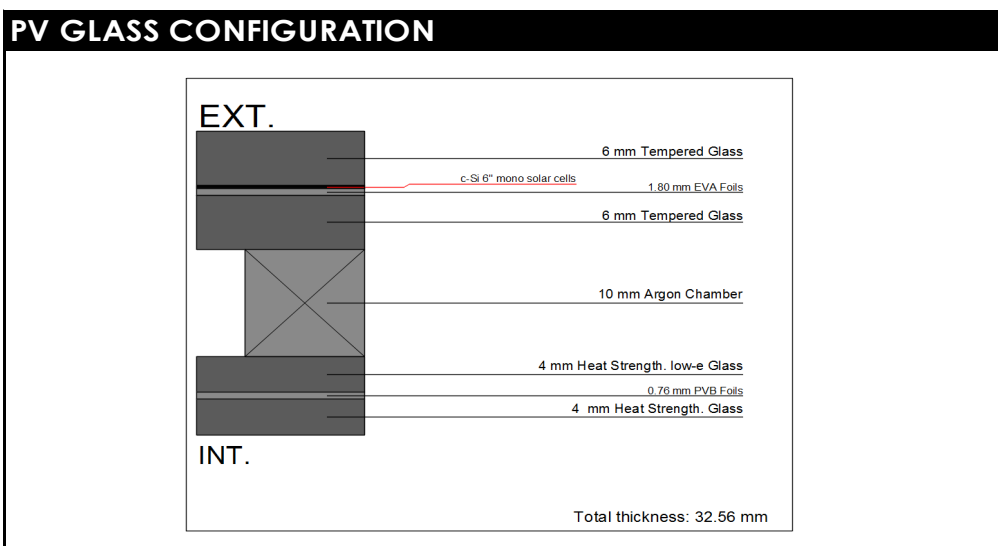 PV GLASS CONFIGURATION
EXT.
6 mm Tempered Glass
c-Si 6" mono solar cells
1.80 mm EVA Foils
6 mm Tempered Glass
10 mm Argon Chamber
4 mm Heat Strength. low-e Glass
0.76 mm PVB Foils
4 mm Heat Strength. Glass
INT.
Total thickness: 32.56 mm